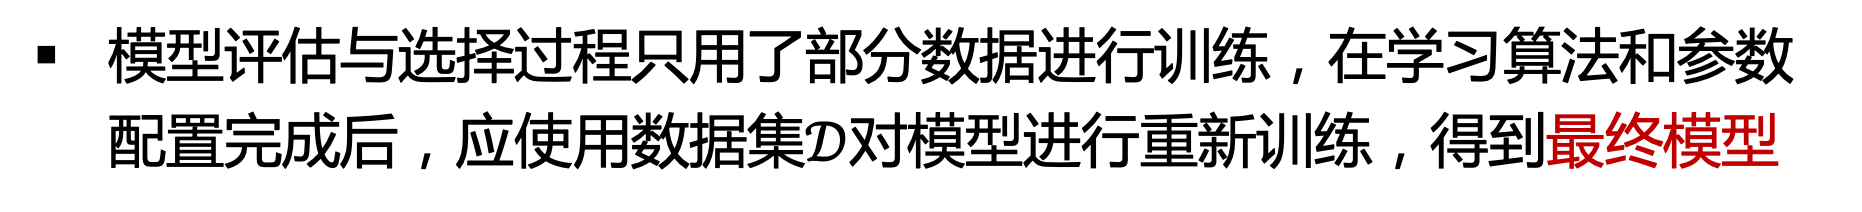 ▪ 模型评估与选择过程只用了部分数据进行训练，在学习算法和参数
配置完成后，应使用数据集𝒟对模型进行重新训练，得到最终模型